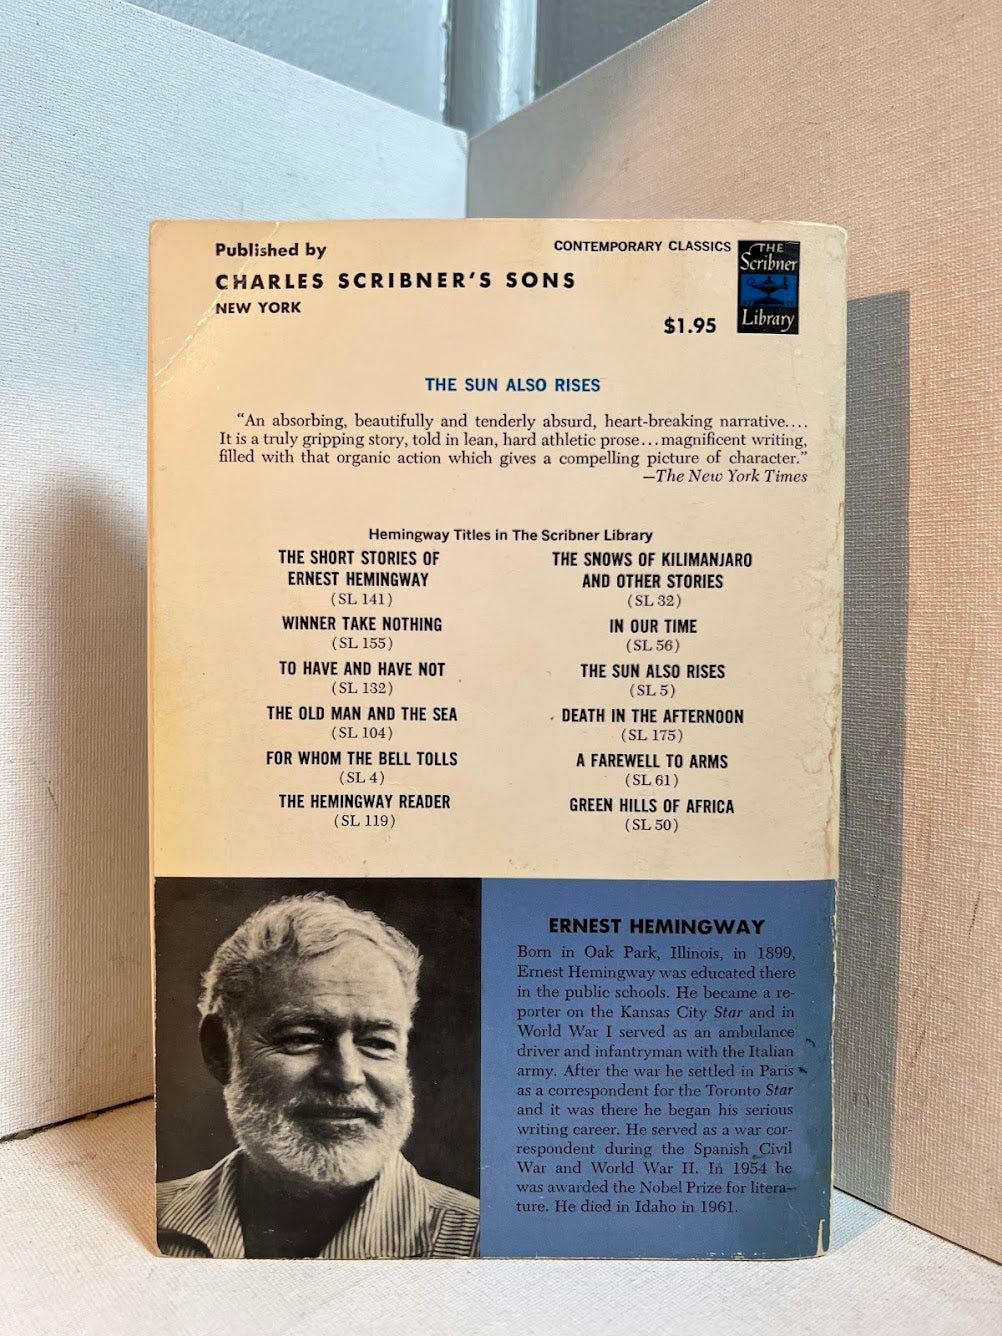 Published by
CHARLES SCRIBNER'S SONS
NEW YORK
CONTEMPORARY CLASSICS
THE
Scribner
Library
$1.95
THE SUN ALSO RISES
“An absorbing, beautifully and tenderly absurd, heart-breaking narrative....
It is a truly gripping story, told in lean, hard athletic prose...magnificent writing,
filled with that organic action which gives a compelling picture of character.”
—The New York Times
Hemingway Titles in The Scribner Library
THE SHORT STORIES OF
ERNEST HEMINGWAY
(SL 141)
WINNER TAKE NOTHING
(SL 155)
TO HAVE AND HAVE NOT
(SL 132)
THE OLD MAN AND THE SEA
(SL 104)
FOR WHOM THE BELL TOLLS
(SL 4)
THE HEMINGWAY READER
(SL 119)
THE SNOWS OF KILIMANJARO
AND OTHER STORIES
(SL 32)
IN OUR TIME
(SL 56)
THE SUN ALSO RISES
(SL 5)
DEATH IN THE AFTERNOON
(SL 175)
A FAREWELL TO ARMS
(SL 61)
GREEN HILLS OF AFRICA
(SL 50)
ERNEST HEMINGWAY
Born in Oak Park, Illinois, in 1899,
Ernest Hemingway was educated there
in the public schools. He became a re-
porter on the Kansas City Star and in
World War I served as an ambulance
driver and infantryman with the Italian
army. After the war he settled in Paris
as a correspondent for the Toronto Star
and it was there he began his serious
writing career. He served as a war cor-
respondent during the Spanish Civil
War and World War II. In 1954 he
was awarded the Nobel Prize for litera-
ture. He died in Idaho in 1961.